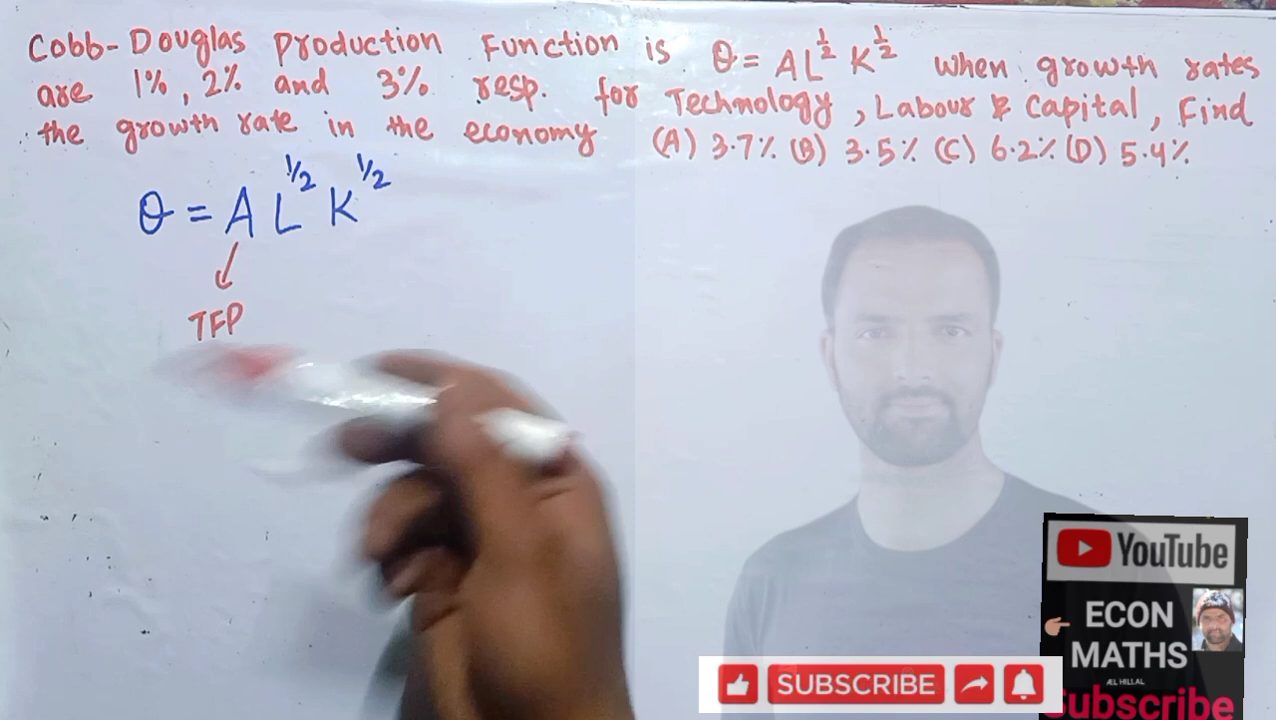 Cobb-Douglas Production Function is Q = A L^1/2 K^1/2 when growth rates
are 1%, 2% and 3% resp. for Technology, Labour & Capital, Find
the growth rate in the economy (A) 3.7% (B) 3.5% (C) 6.2% (D) 5.4%
Q = A L^1/2 K^1/2
TFP
YouTube
ECON
MATHS
ÆL HILLAL
SUBSCRIBE
Subscribe